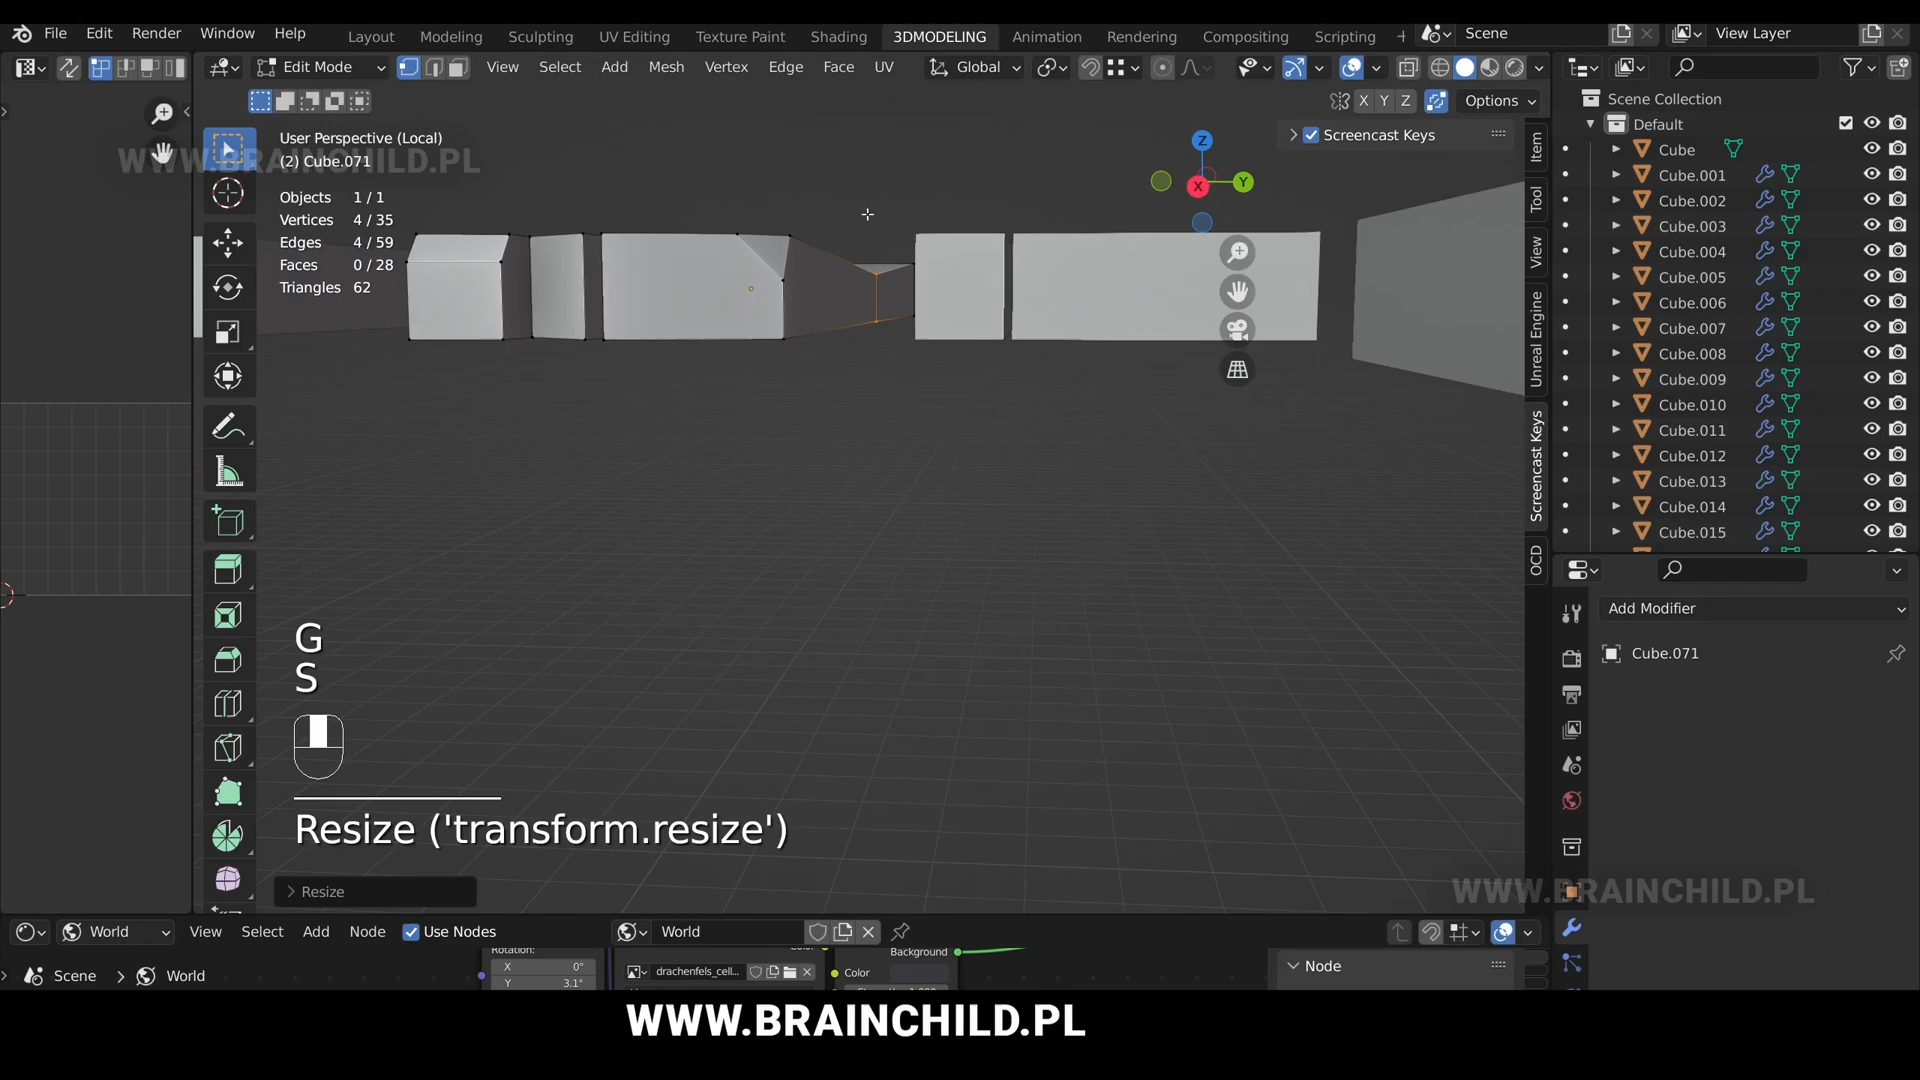 File Edit Render Window Help
Layout Modeling Sculpting UV Editing Texture Paint Shading 3DMODELING Animation Rendering Compositing Scripting + Scene View Layer
Edit Mode View Select Add Mesh Vertex Edge Face UV Global
X Y Z Options
Scene Collection
Default
Cube
Cube.001
Cube.002
Cube.003
Cube.004
Cube.005
Cube.006
Cube.007
Cube.008
Cube.009
Cube.010
Cube.011
Cube.012
Cube.013
Cube.014
Cube.015
User Perspective (Local)
(2) Cube.071
WWW.BRAINCHILD.PL
Objects 1 / 1
Vertices 4 / 35
Edges 4 / 59
Faces 0 / 28
Triangles 62
Z
X
Y
Screencast Keys
Item
Tool
View
Unreal Engine
Screencast Keys
OCD
Add Modifier
Cube.071
G
S
Resize ('transform.resize')
Resize
WWW.BRAINCHILD.PL
World View Select Add Node Use Nodes World
Rotation:
X 0°
Y 3.1°
drachenfels_cell...
Background
Color
Node
Scene > World
WWW.BRAINCHILD.PL